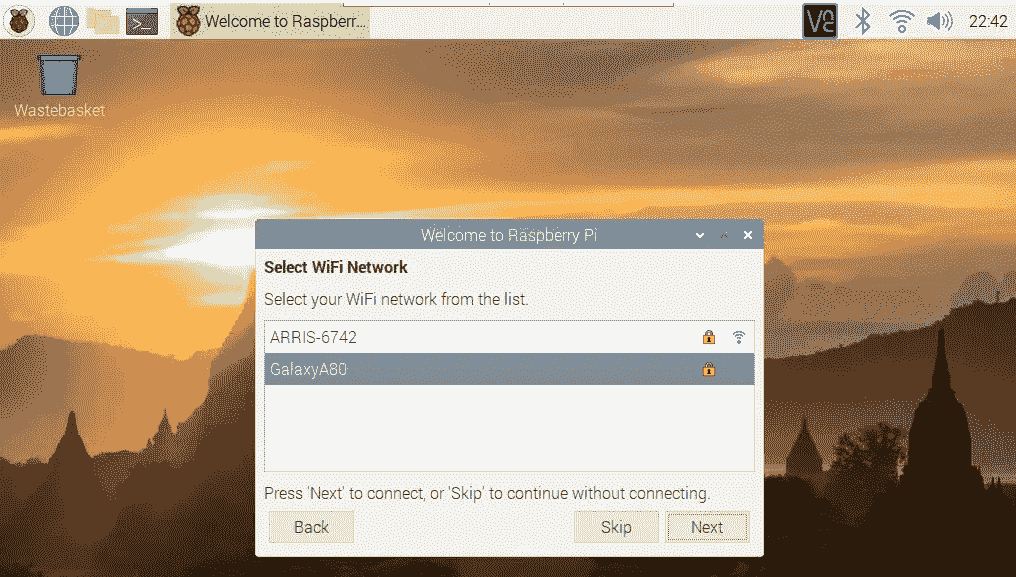 Welcome to Raspberr...
VC
22:42
Wastebasket
Welcome to Raspberry Pi
Select WiFi Network
Select your WiFi network from the list.
ARRIS-6742
GalaxyA80
Press 'Next' to connect, or 'Skip' to continue without connecting.
Back
Skip
Next